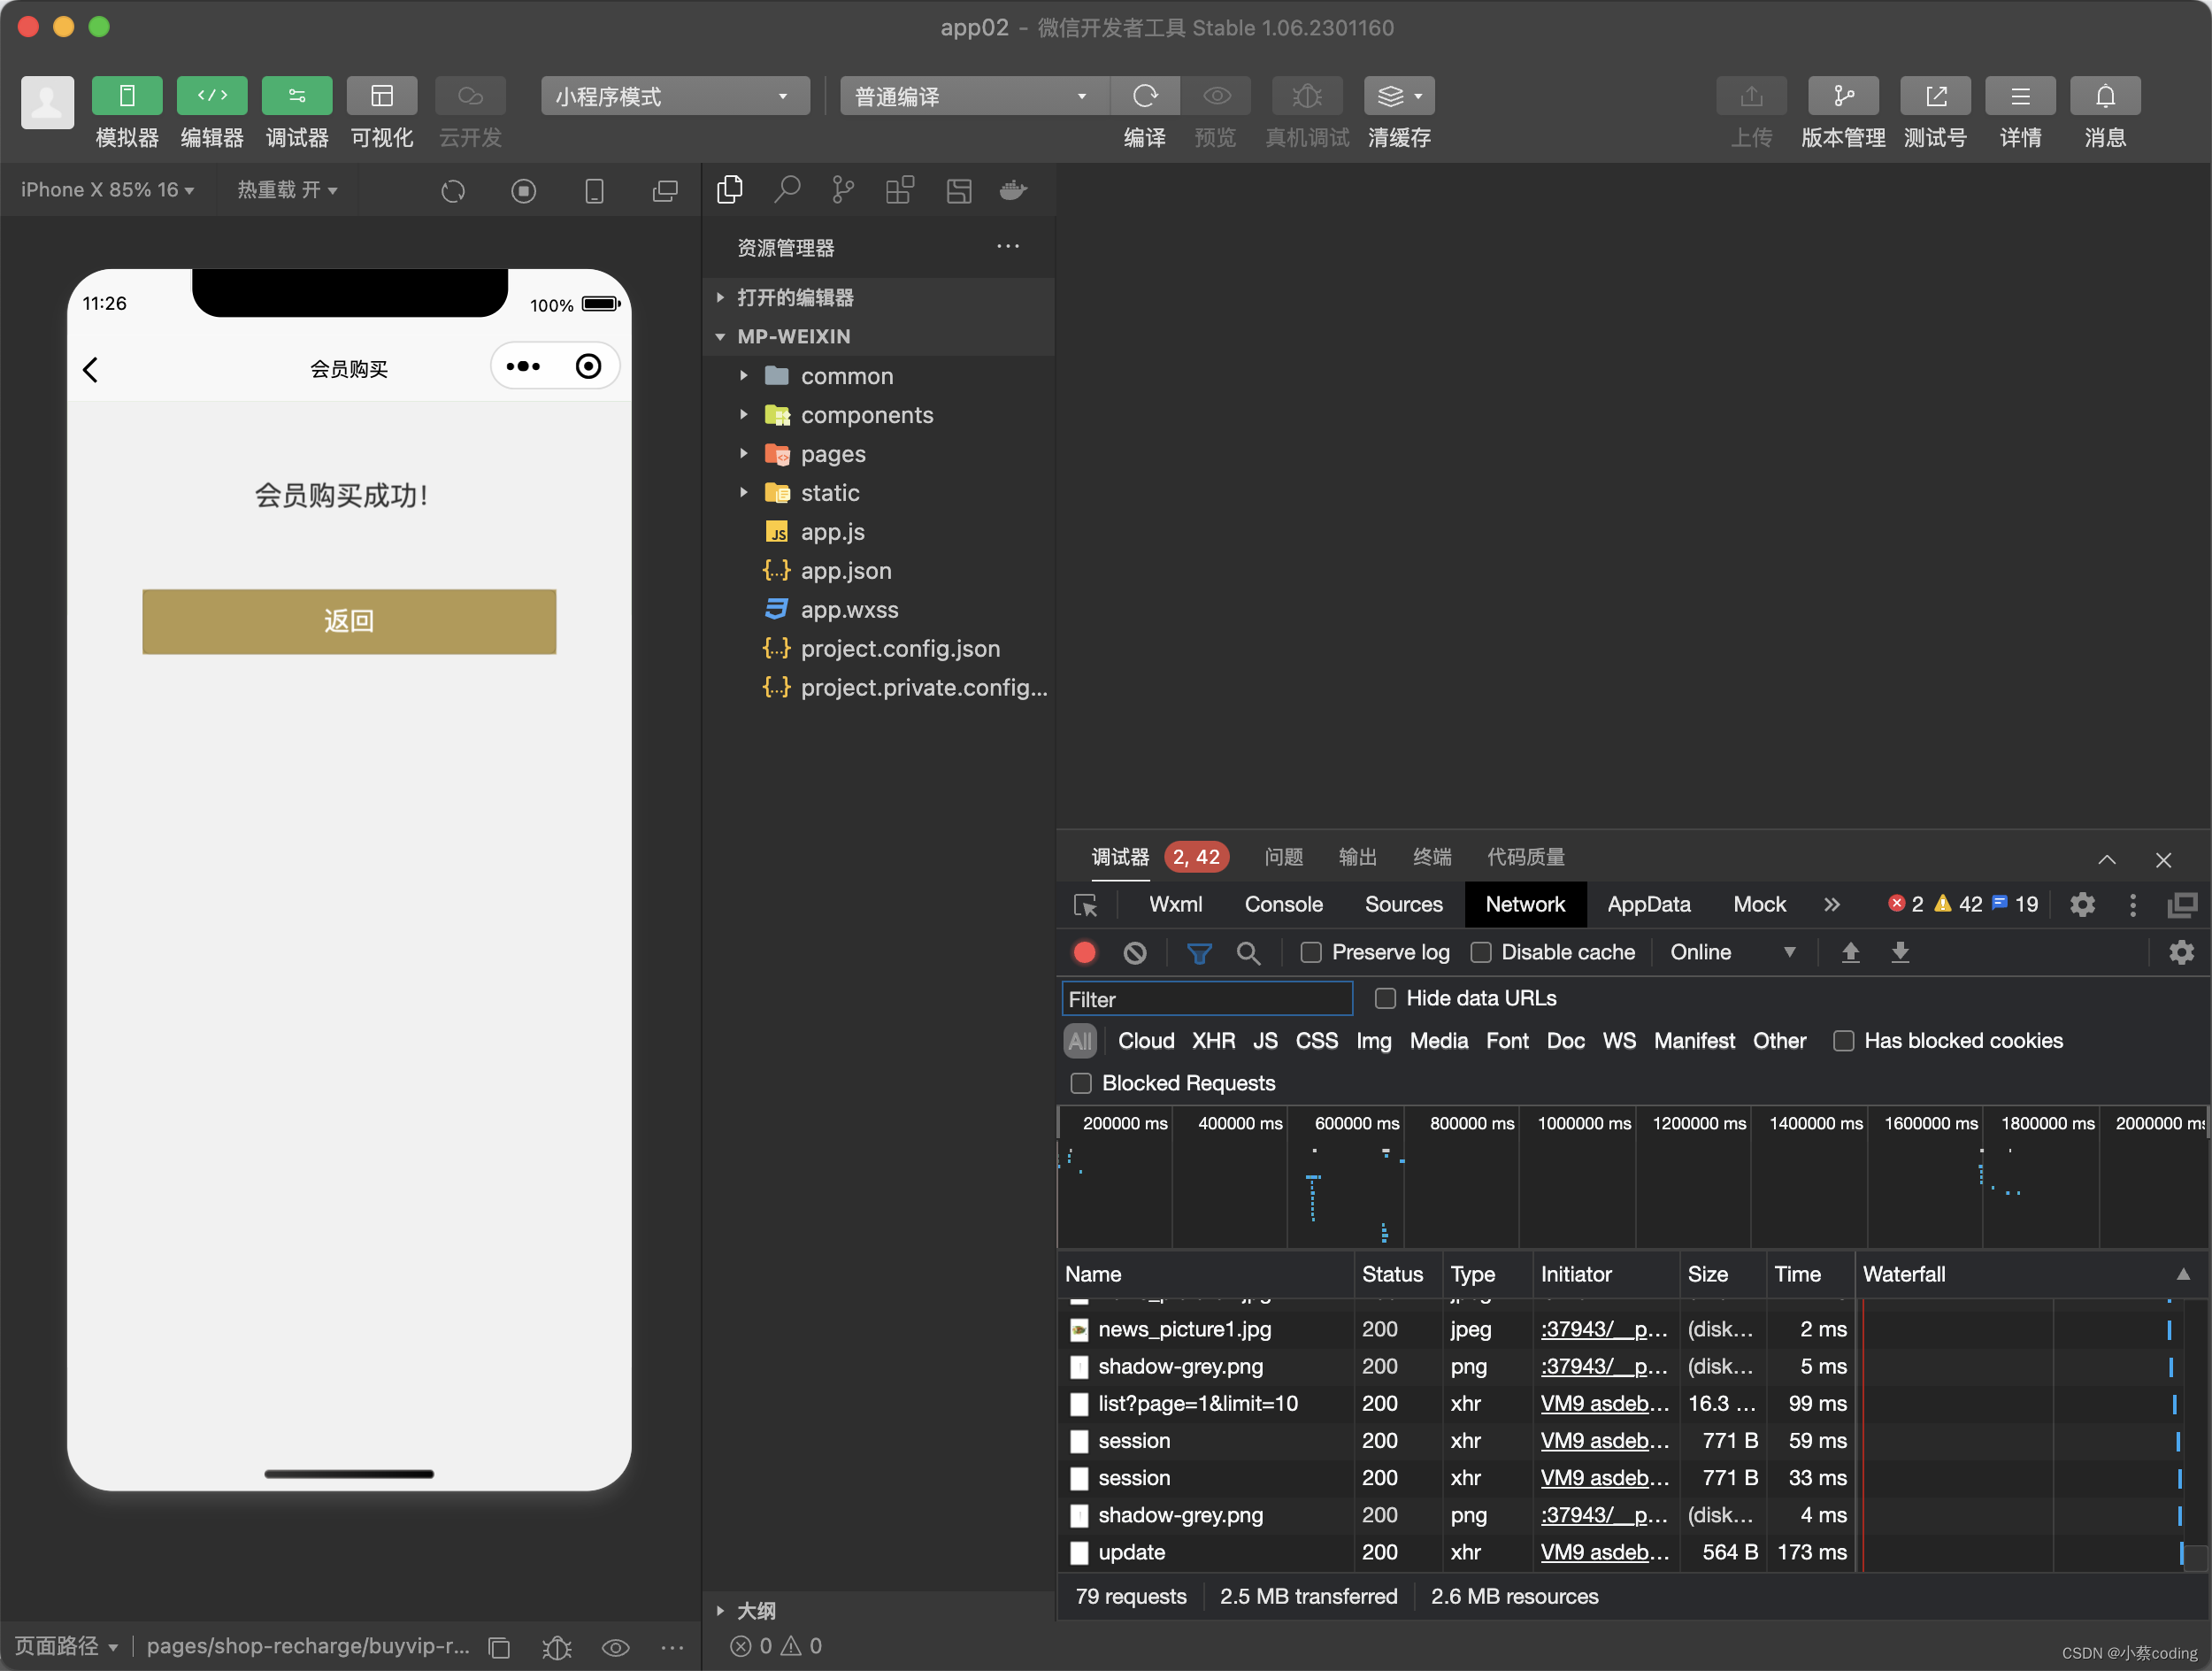 app02 - 微信开发者工具 Stable 1.06.2301160
小程序模式
普通编译
模拟器 编辑器 调试器 可视化 云开发
编译 预览 真机调试 清缓存
上传 版本管理 测试号 详情 消息
iPhone X 85% 16
热重载 开
11:26
100%
会员购买
会员购买成功！
返回
页面路径
pages/shop-recharge/buyvip-r...
资源管理器
打开的编辑器
MP-WEIXIN
common
components
pages
static
JS app.js
{..} app.json
app.wxss
{..} project.config.json
{..} project.private.config...
大纲
0 0
调试器 2, 42 问题 输出 终端 代码质量
Wxml Console Sources Network AppData Mock 2 42 19
Preserve log Disable cache Online
Filter Hide data URLs
All Cloud XHR JS CSS Img Media Font Doc WS Manifest Other Has blocked cookies
Blocked Requests
200000 ms 400000 ms 600000 ms 800000 ms 1000000 ms 1200000 ms 1400000 ms 1600000 ms 1800000 ms 2000000 ms
Name Status Type Initiator Size Time Waterfall
news_picture1.jpg 200 jpeg :37943/__p... (disk... 2 ms
shadow-grey.png 200 png :37943/__p... (disk... 5 ms
list?page=1&limit=10 200 xhr VM9 asdeb... 16.3 ... 99 ms
session 200 xhr VM9 asdeb... 771 B 59 ms
session 200 xhr VM9 asdeb... 771 B 33 ms
shadow-grey.png 200 png :37943/__p... (disk... 4 ms
update 200 xhr VM9 asdeb... 564 B 173 ms
79 requests 2.5 MB transferred 2.6 MB resources
CSDN @小蔡coding